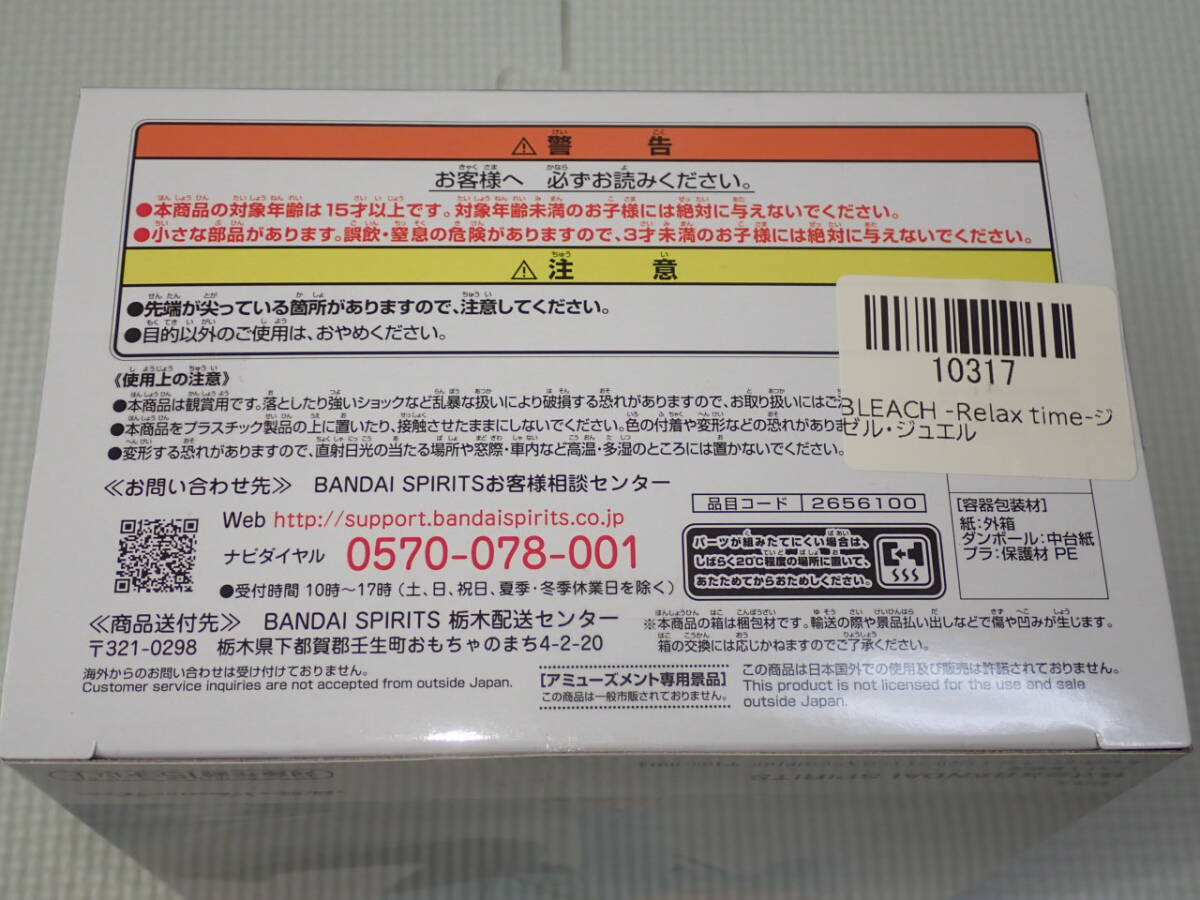 ⚠警 告
お客様へ 必ずお読みください。
●本商品の対象年齢は15才以上です。対象年齢未満のお子様には絶対に与えないでください。
●小さな部品があります。誤飲・窒息の危険がありますので、3才未満のお子様には絶対に与えないでください。
⚠注 意
●先端が尖っている箇所がありますので、注意してください。
●目的以外のご使用は、おやめください。
10317
BLEACH -Relax time-ジ
ゼル・ジュエル
《使用上の注意》
●本商品は観賞用です。落としたり強いショックなど乱暴な扱いにより破損する恐れがありますので、お取り扱いにはご
●本商品をプラスチック製品の上に置いたり、接触させたままにしないでください。色の付着や変形などの恐れがあり
●変形する恐れがありますので、直射日光の当たる場所や窓際・車内など高温・多湿のところには置かないでください。
≪お問い合わせ先≫ BANDAI SPIRITSお客様相談センター
Web http://support.bandaispirits.co.jp
ナビダイヤル 0570-078-001
●受付時間 10時〜17時(土、日、祝日、夏季・冬季休業日を除く)
品目コード 2656100
パーツが組みたてにくい場合は、
しばらく20℃程度の場所に置いて、
あたためてからおためしください。
[容器包装材]
紙:外箱
ダンボール:中台紙
プラ:保護材 PE
≪商品送付先≫ BANDAI SPIRITS 栃木配送センター
〒321-0298 栃木県下都賀郡壬生町おもちゃのまち4-2-20
※本商品の箱は梱包材です。輸送の際や景品払い出しなどで傷や凹みが生じます。
箱の交換には応じかねますのでご了承ください。
海外からのお問い合わせは受け付けておりません。
Customer service inquiries are not accepted from outside Japan.
[アミューズメント専用景品]
この商品は一般市販されておりません。
この商品は日本国外での使用及び販売は許諾されておりません。
This product is not licensed for the use and sale
outside Japan.